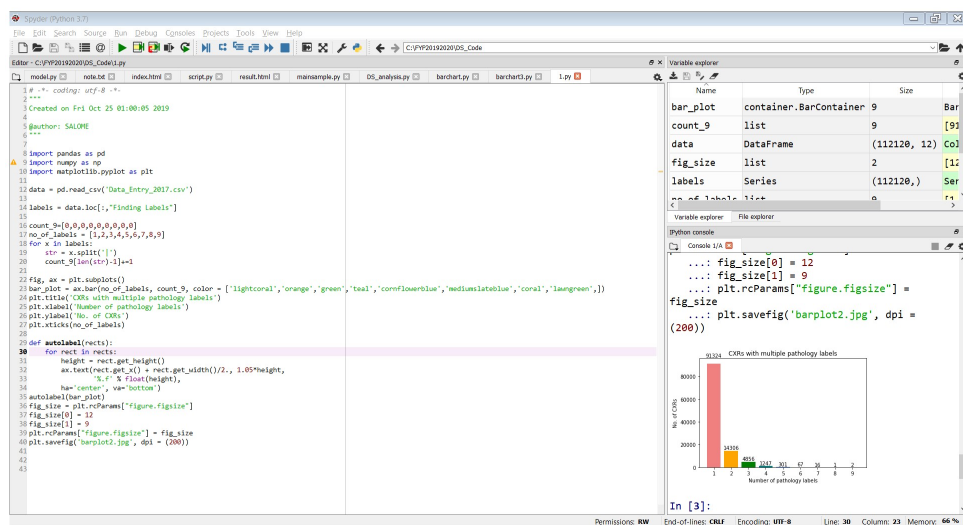 Spyder (Python 3.7)
File Edit Search Source Run Debug Consoles Projects Tools View Help
C:\FYP20192020\DS_Code
Editor - C:\FYP20192020\DS_Code\1.py
model.py note.txt index.html script.py result.html mainsample.py DS_analysis.py barchart.py barchart3.py 1.py
1 # -*- coding: utf-8 -*-
2 """
3 Created on Fri Oct 25 01:00:05 2019
4
5 @author: SALOME
6 """
7
8 import pandas as pd
9 import numpy as np
10 import matplotlib.pyplot as plt
11
12 data = pd.read_csv('Data_Entry_2017.csv')
13
14 labels = data.loc[:,"Finding Labels"]
15
16 count_9=[0,0,0,0,0,0,0,0,0]
17 no_of_labels = [1,2,3,4,5,6,7,8,9]
18 for x in labels:
19     str = x.split('|')
20     count_9[len(str)-1]+=1
21
22 fig, ax = plt.subplots()
23 bar_plot = ax.bar(no_of_labels, count_9, color = ['lightcoral','orange','green','teal','cornflowerblue','mediumslateblue','coral','lawngreen',])
24 plt.title('CXRs with multiple pathology labels')
25 plt.xlabel('Number of pathology labels')
26 plt.ylabel('No. of CXRs')
27 plt.xticks(no_of_labels)
28
29 def autolabel(rects):
30     for rect in rects:
31         height = rect.get_height()
32         ax.text(rect.get_x() + rect.get_width()/2., 1.05*height,
33                 '%.f' % float(height),
34         ha='center', va='bottom')
35 autolabel(bar_plot)
36 fig_size = plt.rcParams["figure.figsize"]
37 fig_size[0] = 12
38 fig_size[1] = 9
39 plt.rcParams["figure.figsize"] = fig_size
40 plt.savefig('barplot2.jpg', dpi = (200))
41
42
43
Variable explorer
Name Type Size
bar_plot container.BarContainer 9 Bar
count_9 list 9 [91
data DataFrame (112120, 12) Col
fig_size list 2 [12
labels Series (112120,) Ser
no_of_labels list 9 [1
Variable explorer File explorer
IPython console
Console 1/A
...: fig_size[0] = 12
...: fig_size[1] = 9
...: plt.rcParams["figure.figsize"] =
fig_size
...: plt.savefig('barplot2.jpg', dpi =
(200))
91324 CXRs with multiple pathology labels
80000
60000
40000
20000
0
No. of CXRs
14306 4856 1247 301 67 16 1 2
1 2 3 4 5 6 7 8 9
Number of pathology labels
In [3]:
Permissions: RW End-of-lines: CRLF Encoding: UTF-8 Line: 30 Column: 23 Memory: 66 %